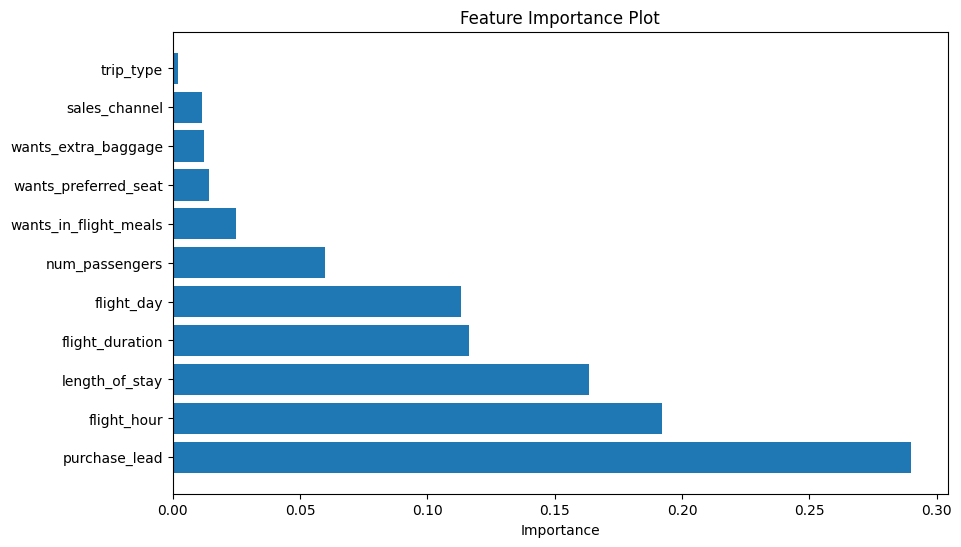 Feature Importance Plot
trip_type
sales_channel
wants_extra_baggage
wants_preferred_seat
wants_in_flight_meals
num_passengers
flight_day
flight_duration
length_of_stay
flight_hour
purchase_lead
0.00 0.05 0.10 0.15 0.20 0.25 0.30
Importance